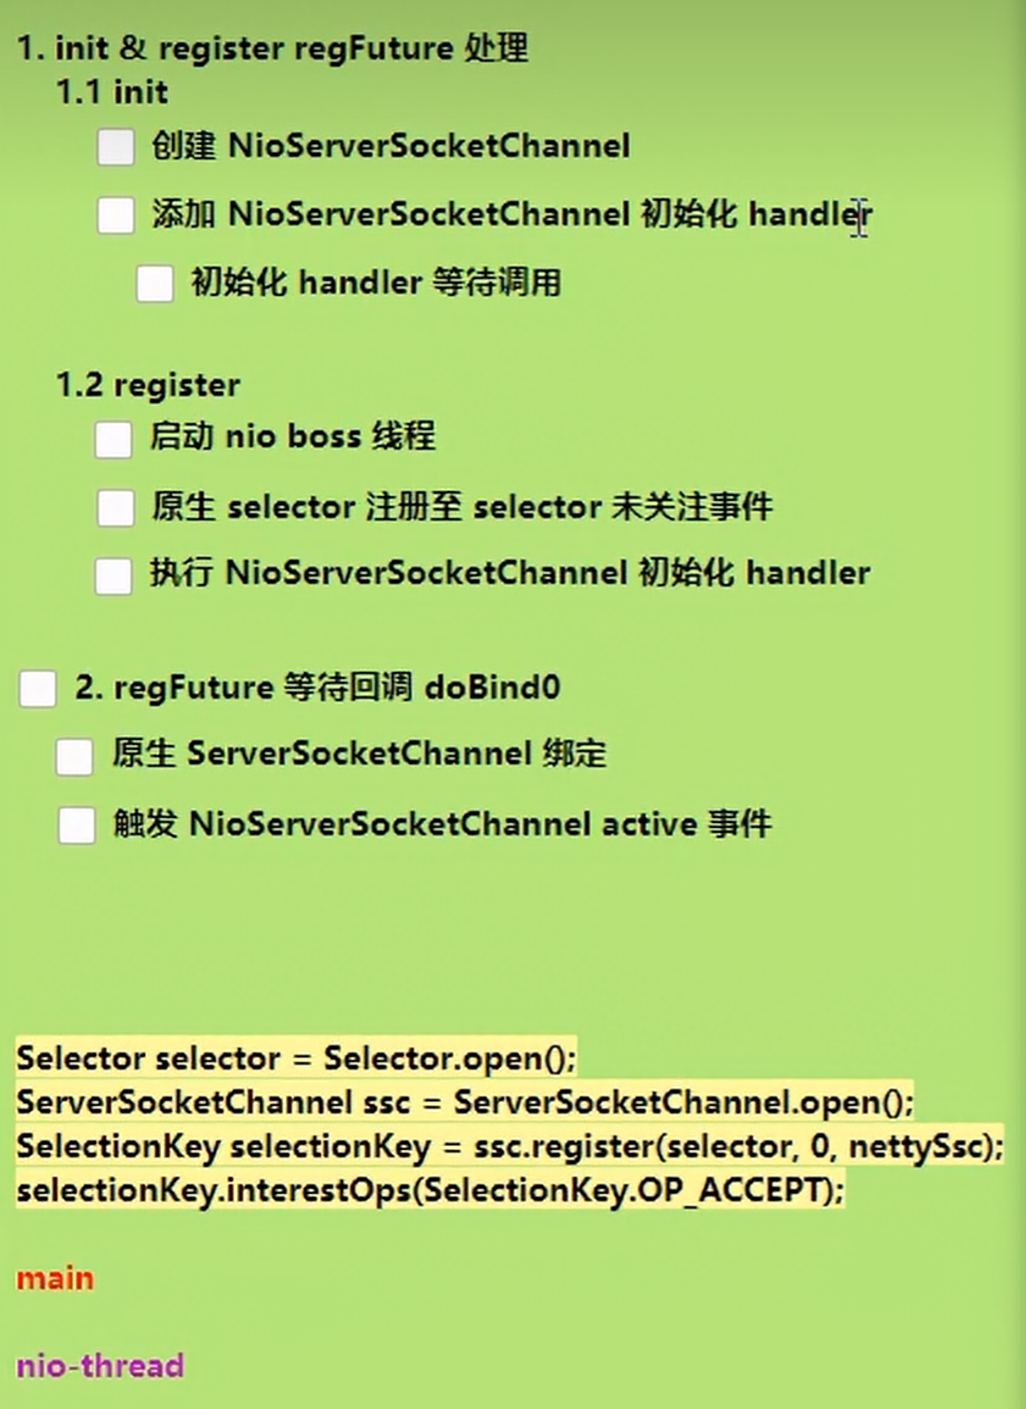 1. init & register regFuture 处理
1.1 init
创建 NioServerSocketChannel
添加 NioServerSocketChannel 初始化 handler
初始化 handler 等待调用
1.2 register
启动 nio boss 线程
原生 selector 注册至 selector 未关注事件
执行 NioServerSocketChannel 初始化 handler
2. regFuture 等待回调 doBind0
原生 ServerSocketChannel 绑定
触发 NioServerSocketChannel active 事件
Selector selector = Selector.open();
ServerSocketChannel ssc = ServerSocketChannel.open();
SelectionKey selectionKey = ssc.register(selector, 0, nettySsc);
selectionKey.interestOps(SelectionKey.OP_ACCEPT);
main
nio-thread